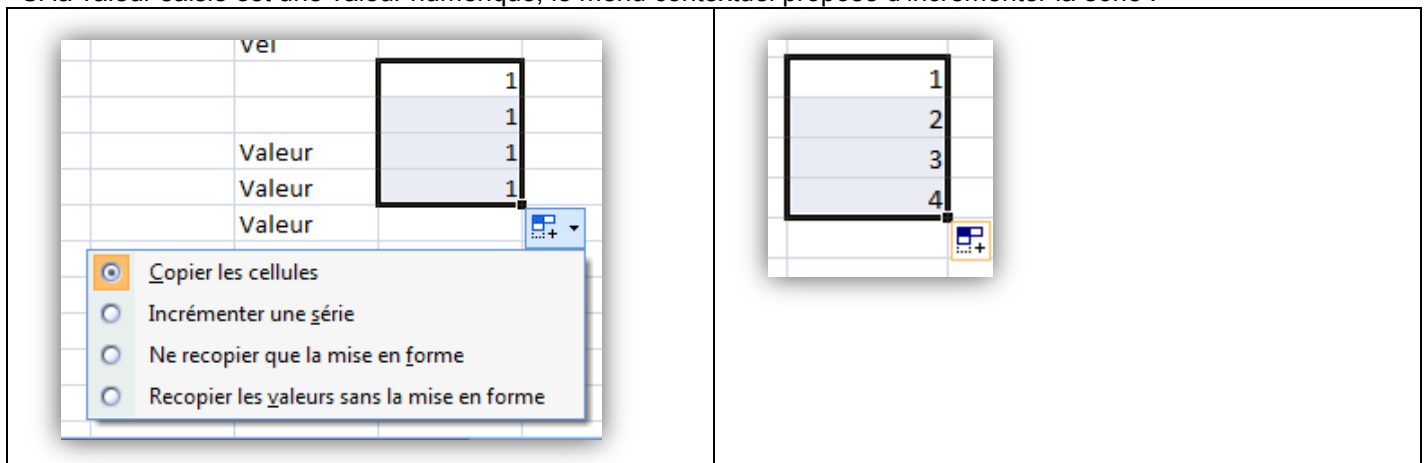 Si la valeur saisie est une valeur numérique, le menu contextuel propose d'incrémenter la série :
1
1
Valeur 1
Valeur 1
Valeur
Copier les cellules
Incrémenter une série
Ne recopier que la mise en forme
Recopier les valeurs sans la mise en forme
1
2
3
4